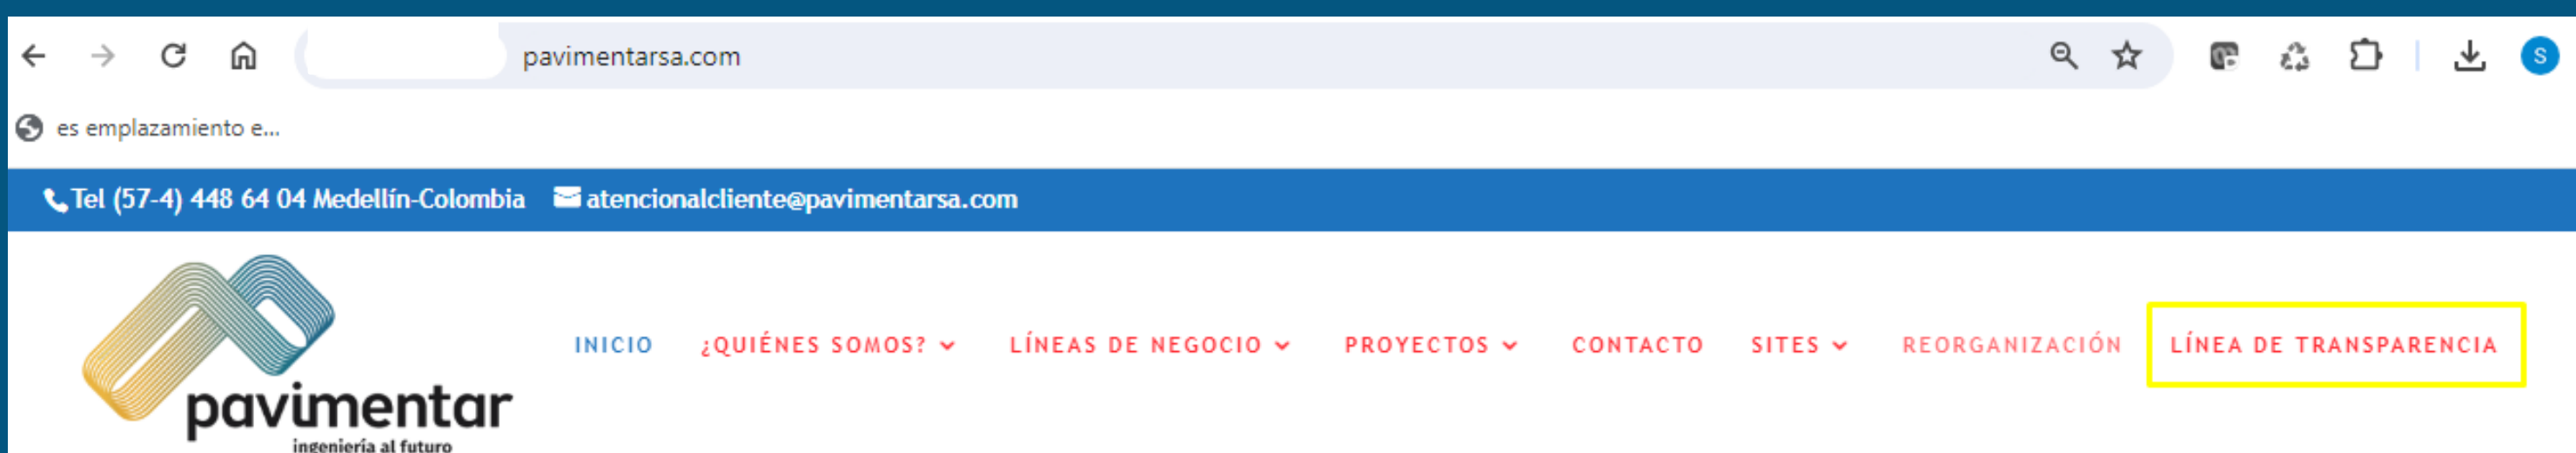 pavimentarsa.com
S
es emplazamiento e...
Tel (57-4) 448 64 04 Medellín-Colombia atencionalcliente@pavimentarsa.com
pavimentar
ingeniería al futuro
INICIO ¿QUIÉNES SOMOS? LÍNEAS DE NEGOCIO PROYECTOS CONTACTO SITES REORGANIZACIÓN LÍNEA DE TRANSPARENCIA